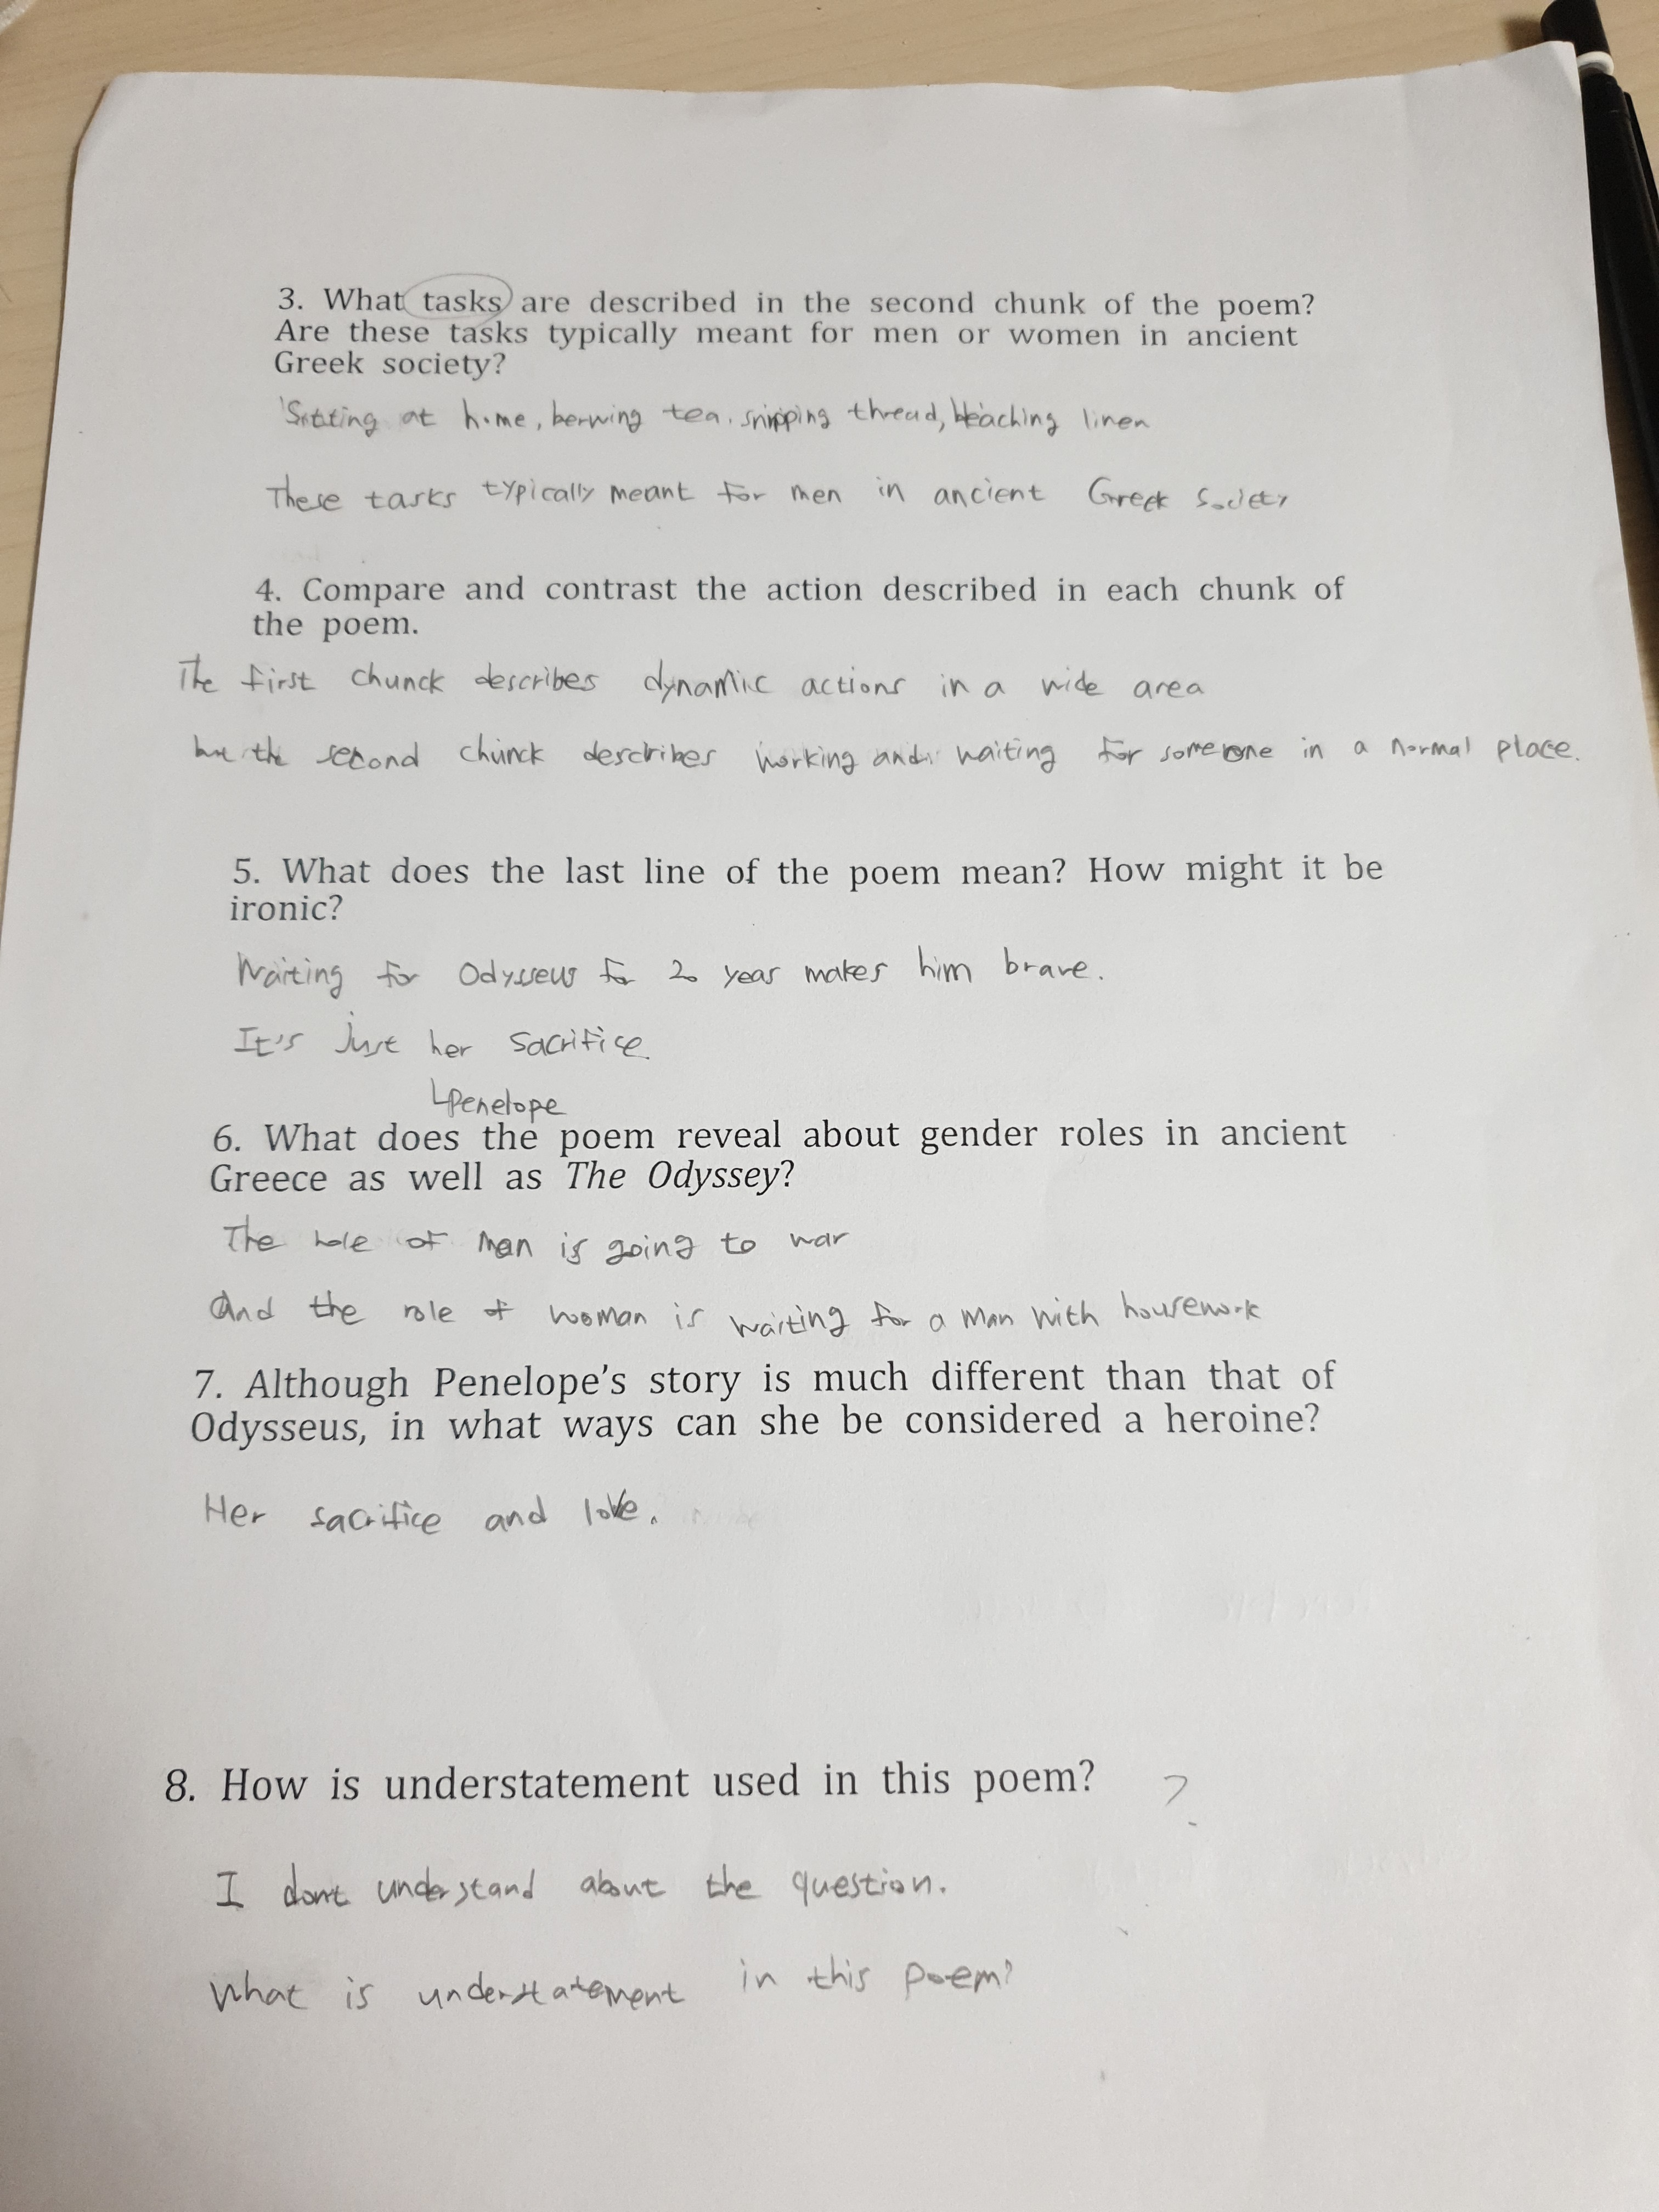 3. What tasks are described in the second chunk of the poem?
Are these tasks typically meant for men or women in ancient
Greek society?
Sitting at home, berwing tea. snipping thread, bleaching linen
These tasks typically meant for men in ancient Greek Society
4. Compare and contrast the action described in each chunk of
the poem.
The first chunck describes dynamic actions in a wide area
the second chunck describes working and waiting for someone in a normal place.
5. What does the last line of the poem mean? How might it be
ironic?
Waiting for Odysseus for 20 year makes him brave.
It's Just her Sacrifice.
Penelope
6. What does the poem reveal about gender roles in ancient
Greece as well as The Odyssey?
The role of man is going to war
And the role of woman is waiting for a man with housework
7. Although Penelope's story is much different than that of
Odysseus, in what ways can she be considered a heroine?
Her sacrifice and love.
8. How is understatement used in this poem? ?
I dont understand about the question.
What is understatement in this poem?